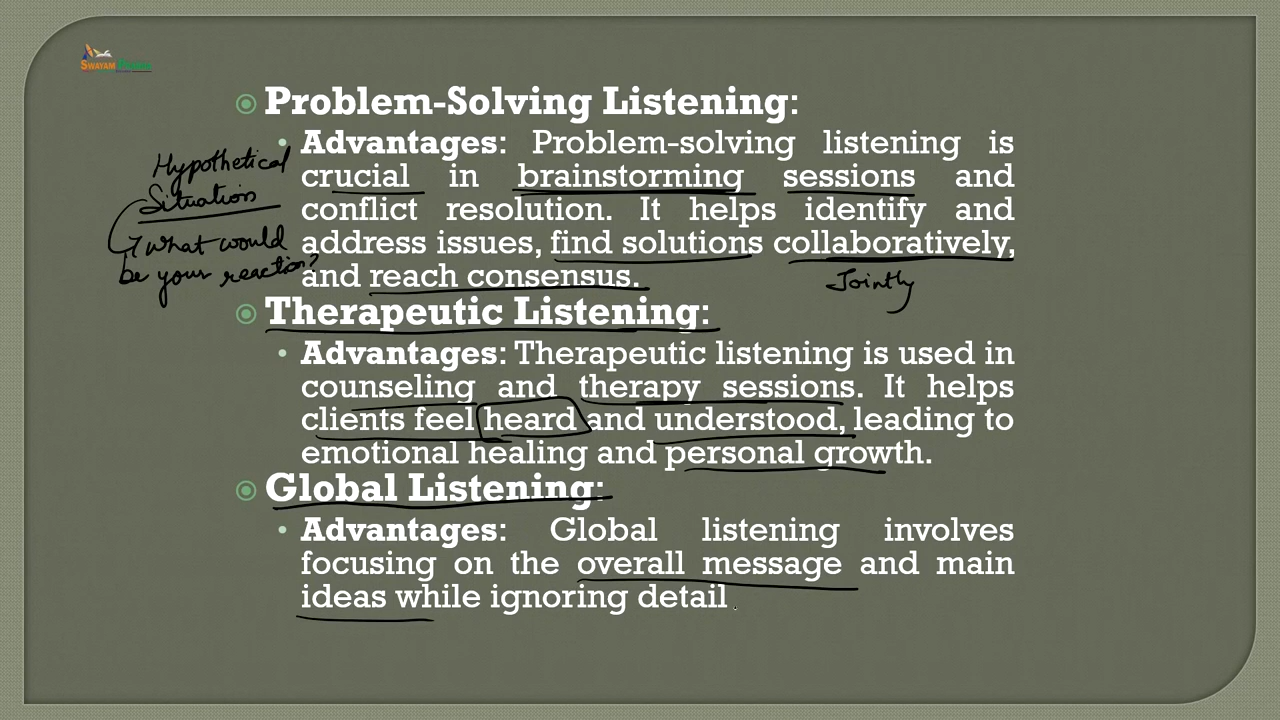 SWAYAM
Problem-Solving Listening:
Advantages: Problem-solving listening is
crucial in brainstorming sessions and
conflict resolution. It helps identify and
address issues, find solutions collaboratively,
and reach consensus.
Hypothetical
Situation
what would
be your reaction?
Jointly
Therapeutic Listening:
Advantages: Therapeutic listening is used in
counseling and therapy sessions. It helps
clients feel heard and understood, leading to
emotional healing and personal growth.
Global Listening:
Advantages: Global listening involves
focusing on the overall message and main
ideas while ignoring detail